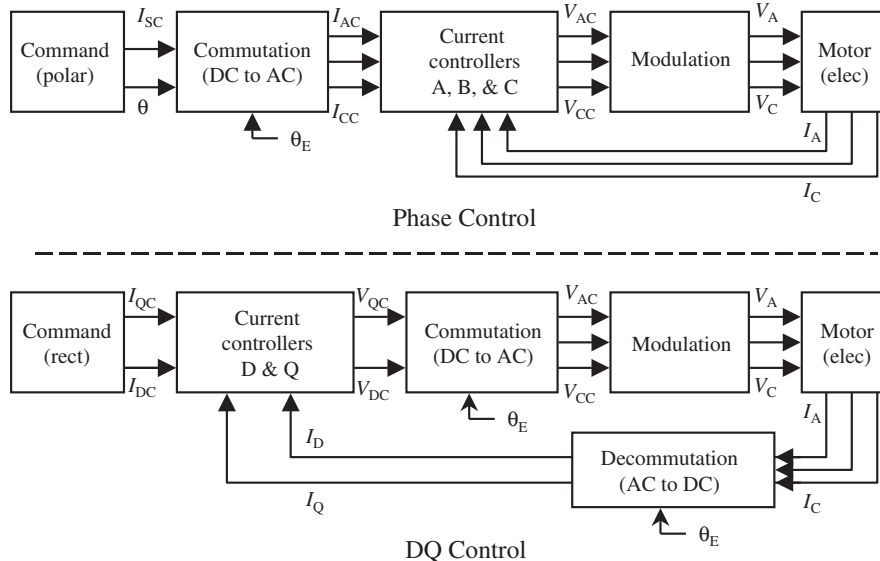 I_SC
I_AC
V_AC
V_A
Command
(polar)
Commutation
(DC to AC)
Current
controllers
A, B, & C
Modulation
Motor
(elec)
θ
I_CC
V_CC
V_C
θ_E
I_A
I_C
Phase Control
I_QC
V_QC
V_AC
V_A
Command
(rect)
Current
controllers
D & Q
Commutation
(DC to AC)
Modulation
Motor
(elec)
I_DC
V_DC
V_CC
V_C
θ_E
I_A
I_D
Decommutation
(AC to DC)
I_Q
I_C
θ_E
DQ Control